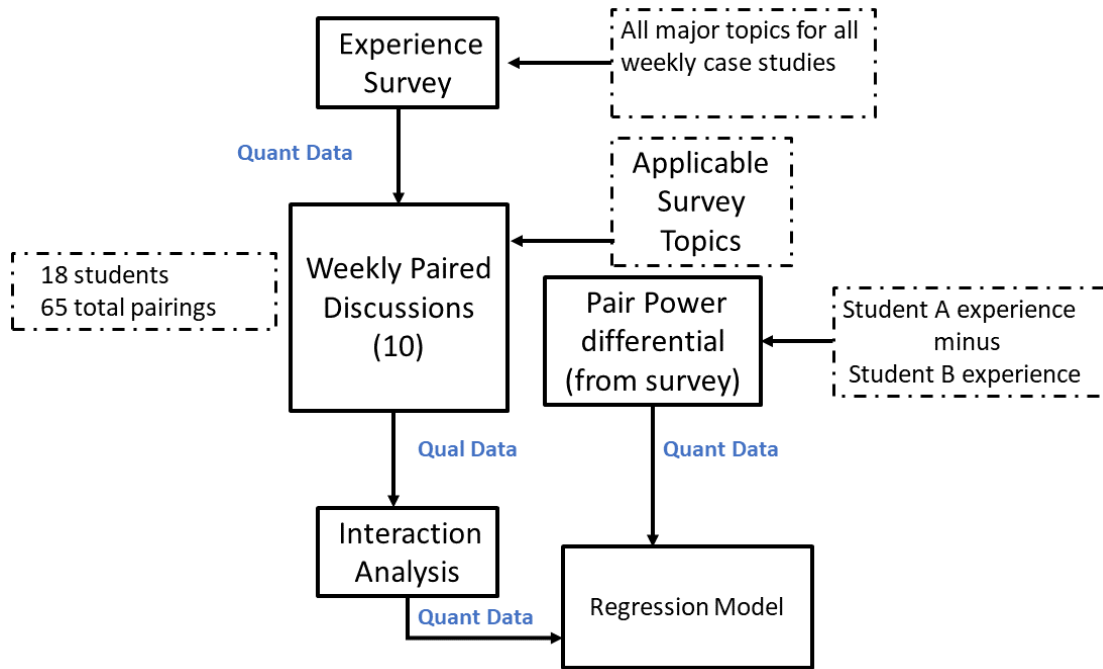 Experience
Survey
All major topics for all
weekly case studies
Quant Data
Applicable
Survey
Topics
18 students
65 total pairings
Weekly Paired
Discussions
(10)
Pair Power
differential
(from survey)
Student A experience
minus
Student B experience
Qual Data
Quant Data
Interaction
Analysis
Quant Data
Regression Model